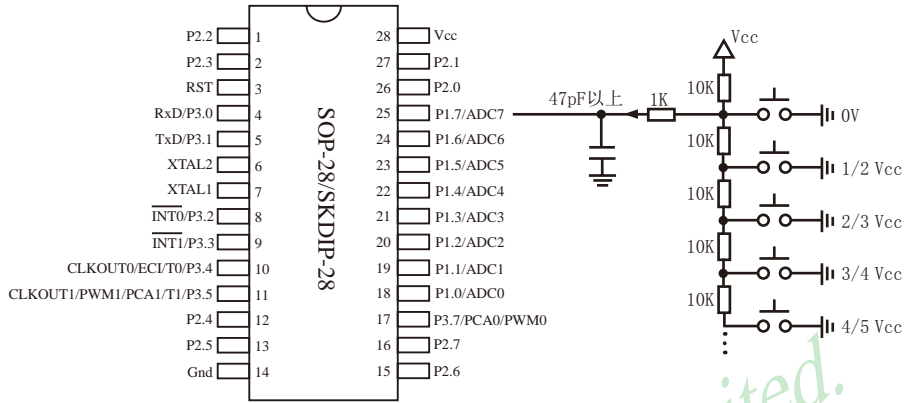 P2.2 1
P2.3 2
RST 3
RxD/P3.0 4
TxD/P3.1 5
XTAL2 6
XTAL1 7
INT0/P3.2 8
INT1/P3.3 9
CLKOUT0/ECI/T0/P3.4 10
CLKOUT1/PWM1/PCA1/T1/P3.5 11
P2.4 12
P2.5 13
Gnd 14
SOP-28/SKDIP-28
28 Vcc
27 P2.1
26 P2.0
25 P1.7/ADC7
24 P1.6/ADC6
23 P1.5/ADC5
22 P1.4/ADC4
21 P1.3/ADC3
20 P1.2/ADC2
19 P1.1/ADC1
18 P1.0/ADC0
17 P3.7/PCA0/PWM0
16 P2.7
15 P2.6
47pF以上
1K
Vcc
10K
0V
10K
1/2 Vcc
10K
2/3 Vcc
10K
3/4 Vcc
10K
4/5 Vcc